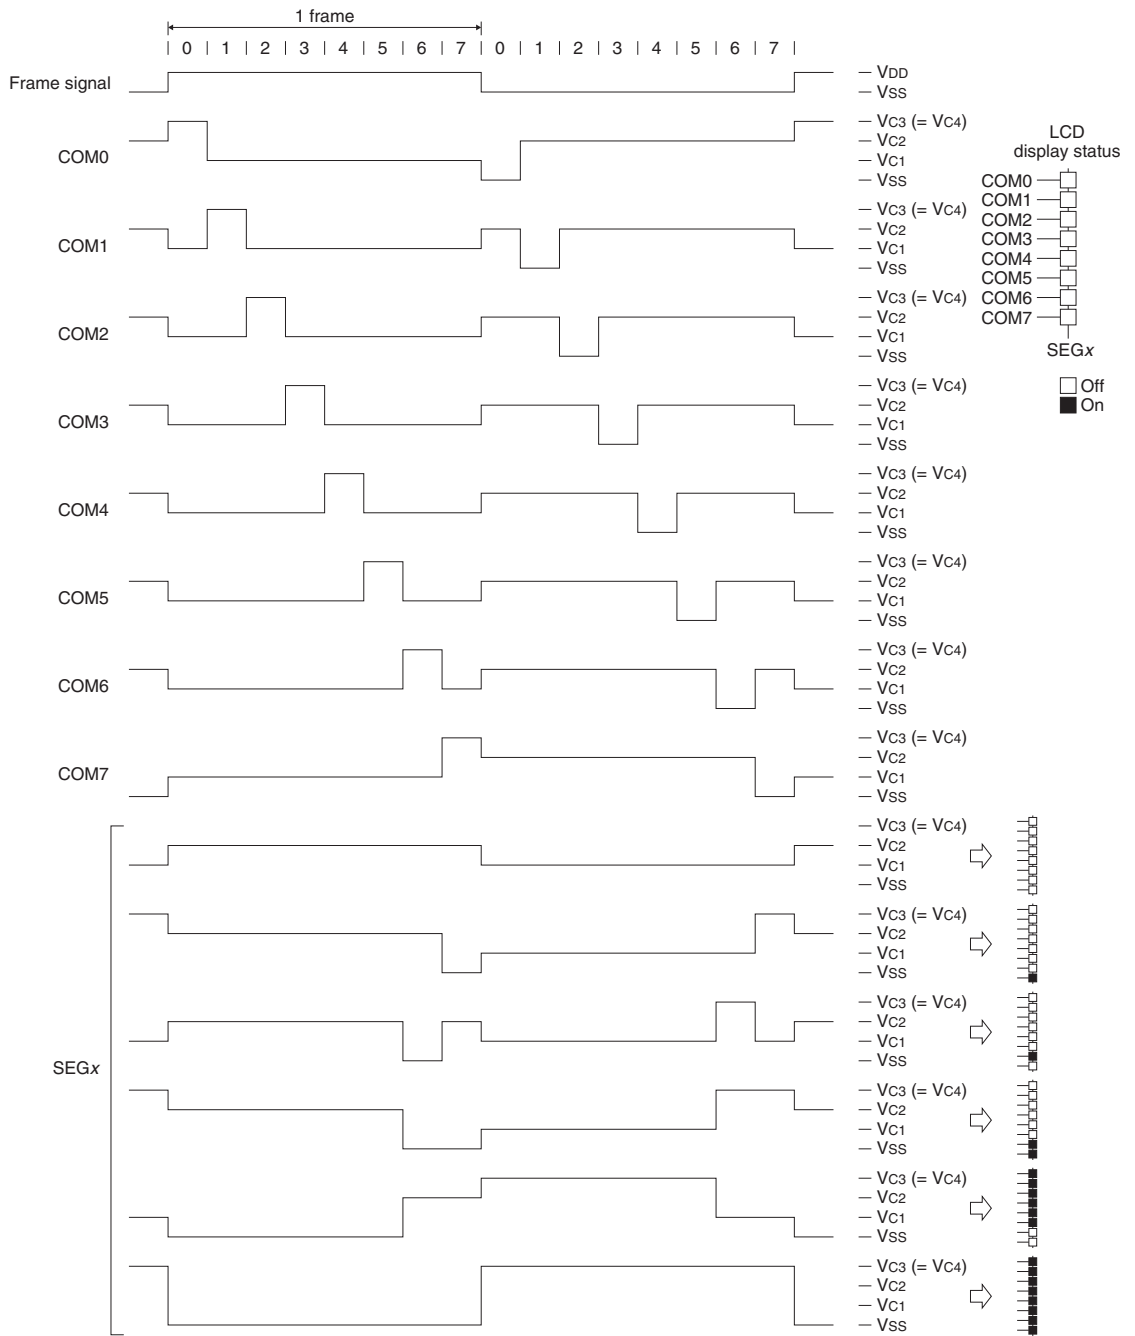 1 frame
0 1 2 3 4 5 6 7 0 1 2 3 4 5 6 7
Frame signal
VDD
VSS
COM0
VC3 (= VC4)
VC2
VC1
VSS
COM1
VC3 (= VC4)
VC2
VC1
VSS
COM2
VC3 (= VC4)
VC2
VC1
VSS
COM3
VC3 (= VC4)
VC2
VC1
VSS
COM4
VC3 (= VC4)
VC2
VC1
VSS
COM5
VC3 (= VC4)
VC2
VC1
VSS
COM6
VC3 (= VC4)
VC2
VC1
VSS
COM7
VC3 (= VC4)
VC2
VC1
VSS
SEGx
VC3 (= VC4)
VC2
VC1
VSS
VC3 (= VC4)
VC2
VC1
VSS
VC3 (= VC4)
VC2
VC1
VSS
VC3 (= VC4)
VC2
VC1
VSS
VC3 (= VC4)
VC2
VC1
VSS
VC3 (= VC4)
VC2
VC1
VSS
LCD
display status
COM0
COM1
COM2
COM3
COM4
COM5
COM6
COM7
SEGx
Off
On